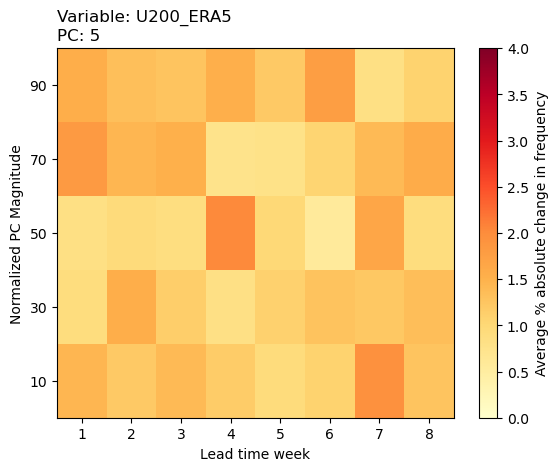 Variable: U200_ERA5
PC: 5
Normalized PC Magnitude
90
70
50
30
10
1 2 3 4 5 6 7 8
Lead time week
4.0
3.5
3.0
2.5
2.0
1.5
1.0
0.5
0.0
Average % absolute change in frequency